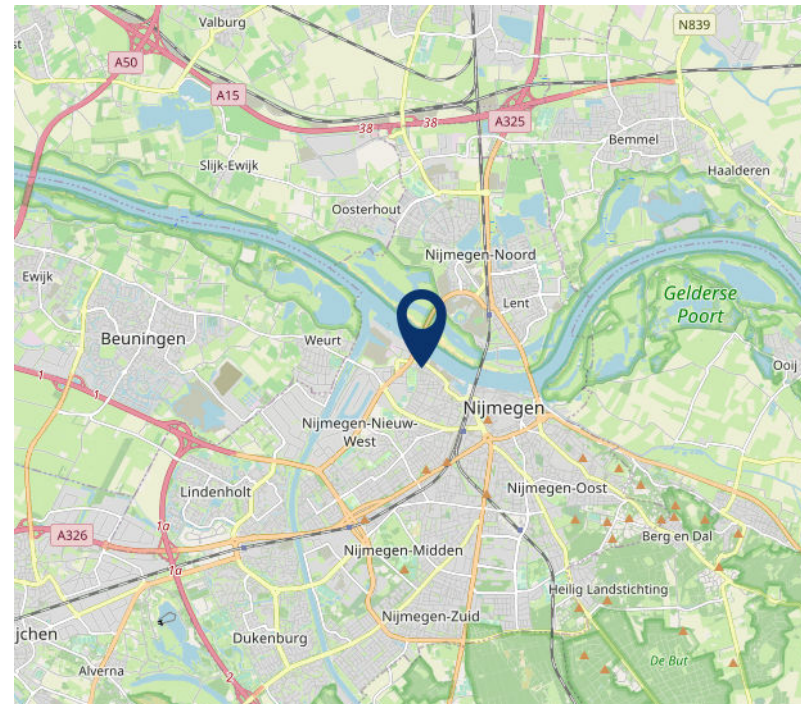 Valburg
N839
st
A50
A15
38
38
A325
Bemmel
Slijk-Ewijk
Haalderen
Oosterhout
Nijmegen-Noord
Ewijk
Lent
Gelderse
Poort
Beuningen
Weurt
Ooij
1
1
Nijmegen
Nijmegen-Nieuw-
West
Lindenholt
Nijmegen-Oost
1a
A326
Berg en Dal
Nijmegen-Midden
1a
Heilig Landstichting
Nijmegen-Zuid
jchen
Dukenburg
De But
Alverna
2